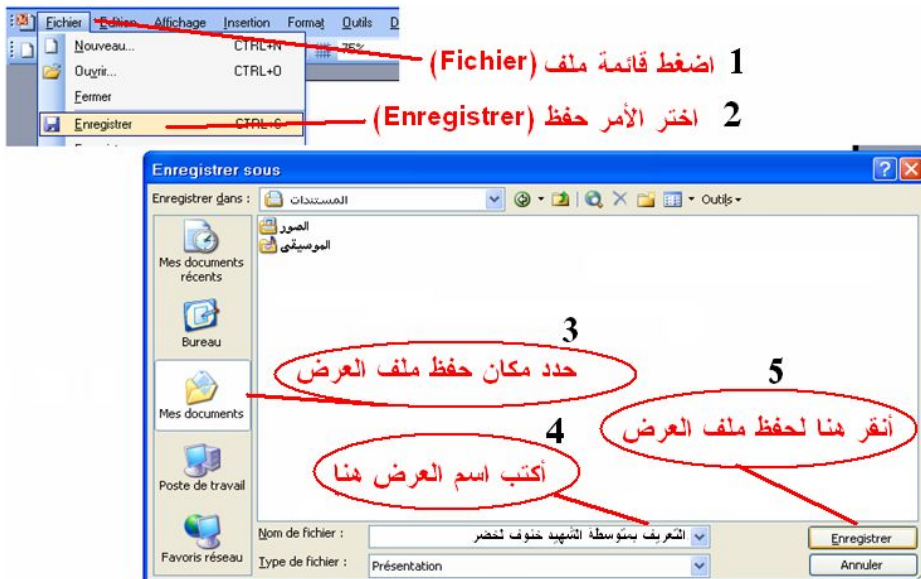 Fichier Edition Affichage Insertion Format Outils D
Nouveau... CTRL+N 75%
Ouvrir... CTRL+O
Fermer
Enregistrer CTRL+S
1 اضغط قائمة ملف (Fichier)
2 اختر الأمر حفظ (Enregistrer)
Enregistrer sous
Enregistrer dans : المستندات Outils
الصور
الموسيقى
Mes documents récents
Bureau
Mes documents
Poste de travail
Favoris réseau
3
حدد مكان حفظ ملف العرض
4
أكتب اسم العرض هنا
5
أنقر هنا لحفظ ملف العرض
Nom de fichier : التعريف بمتوسطة الشهيد خنوف لخضر Enregistrer
Type de fichier : Présentation Annuler